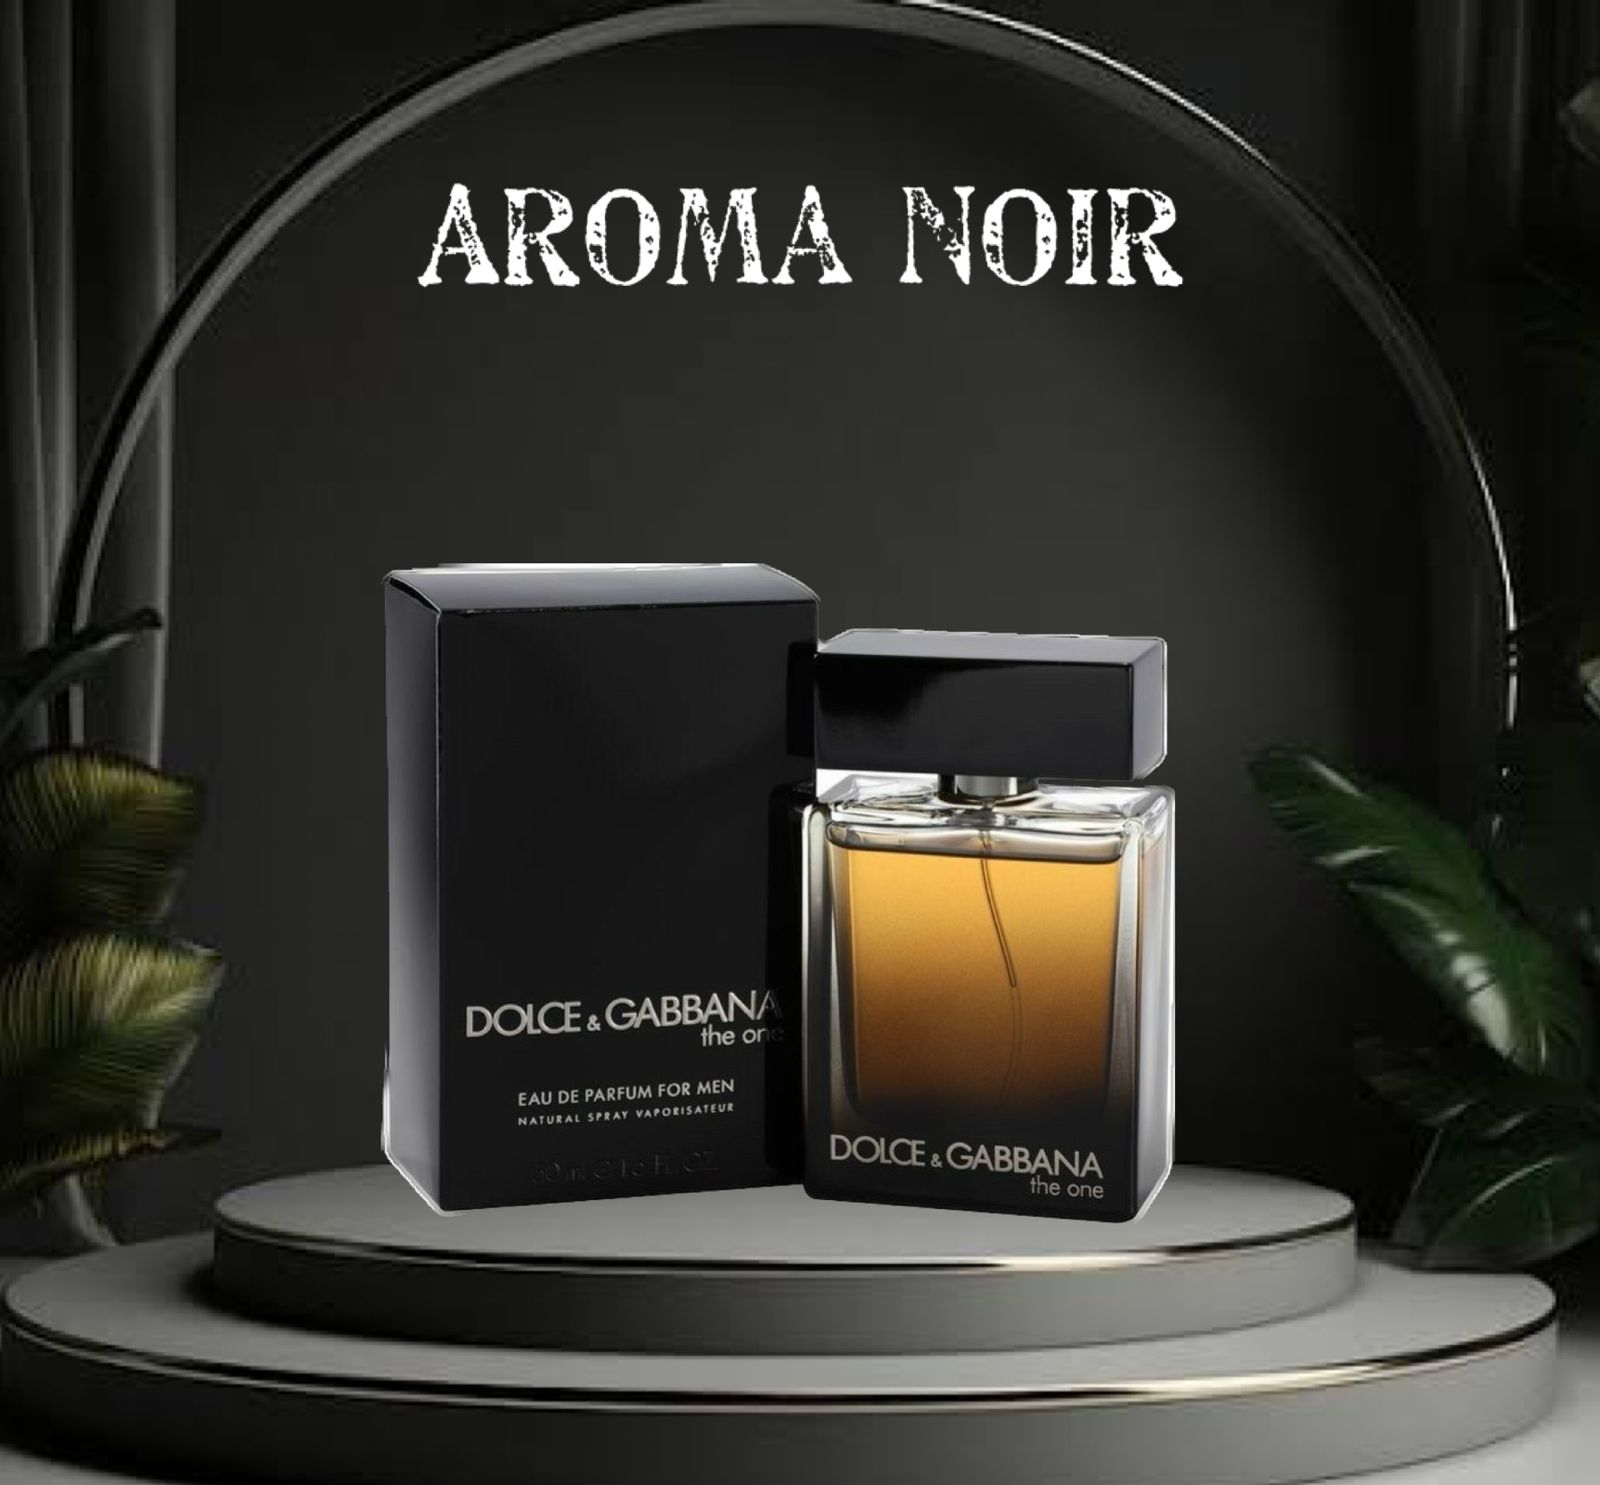 AROMA NOIR
DOLCE & GABBANA
the one
EAU DE PARFUM FOR MEN
NATURAL SPRAY VAPORISATEUR
DOLCE & GABBANA
the one